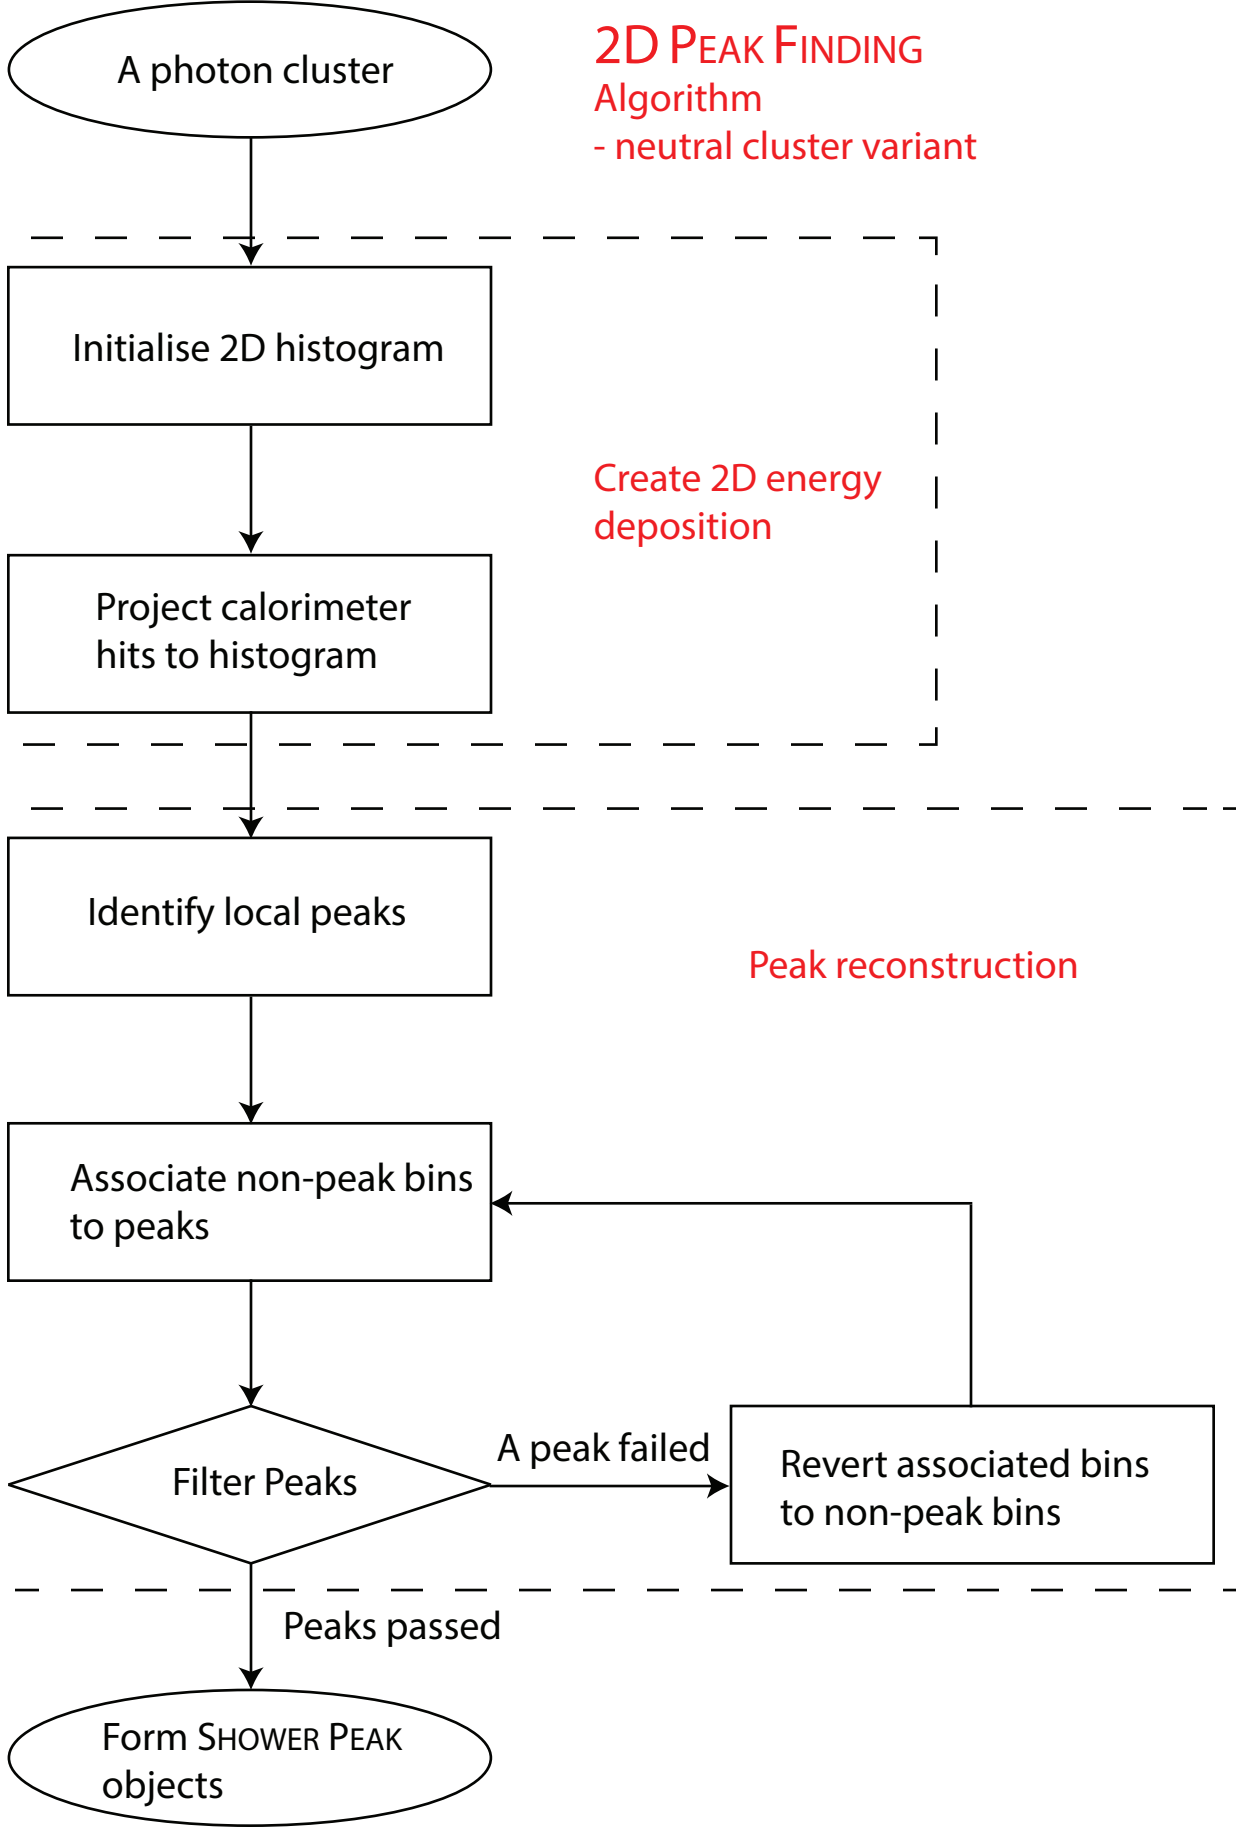 A photon cluster
2D PEAK FINDING
Algorithm
- neutral cluster variant
Initialise 2D histogram
Create 2D energy
deposition
Project calorimeter
hits to histogram
Identify local peaks
Peak reconstruction
Associate non-peak bins
to peaks
Filter Peaks
A peak failed
Revert associated bins
to non-peak bins
Peaks passed
Form SHOWER PEAK
objects